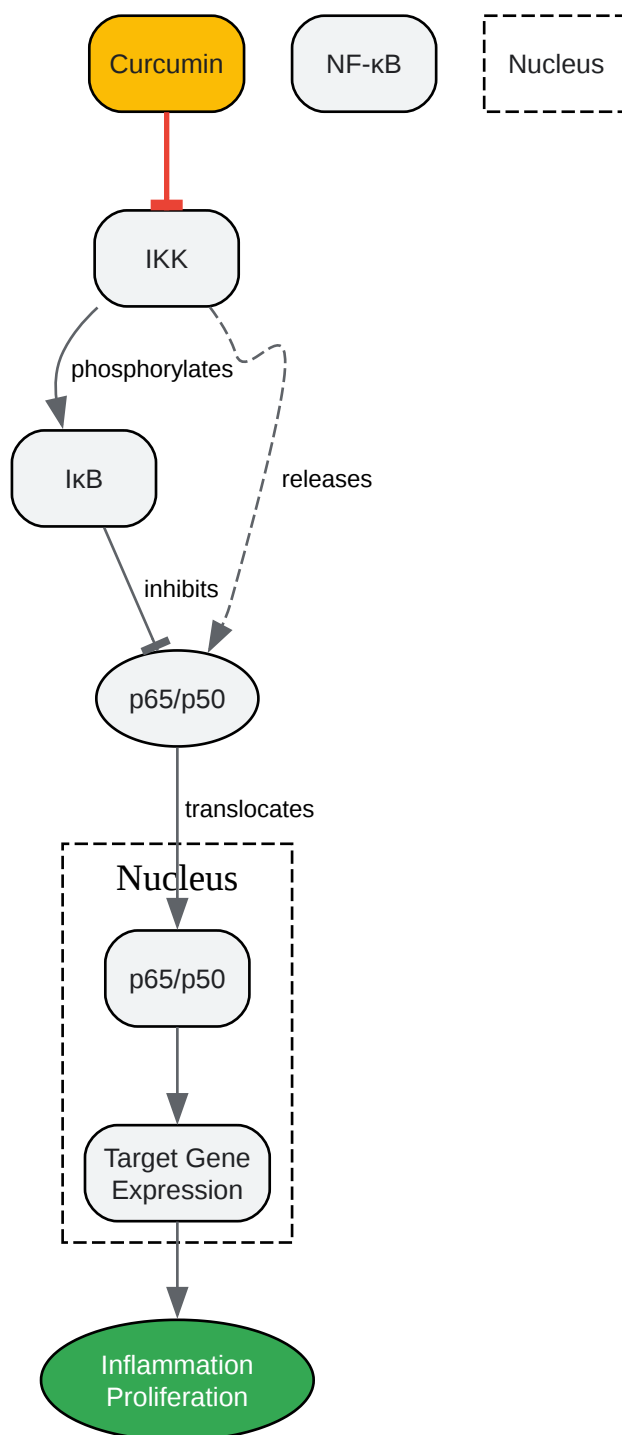 Curcumin
NF-κB
Nucleus
IKK
phosphorylates
IκB
releases
inhibits
p65/p50
translocates
Nucleus
p65/p50
Target Gene
Expression
Inflammation
Proliferation